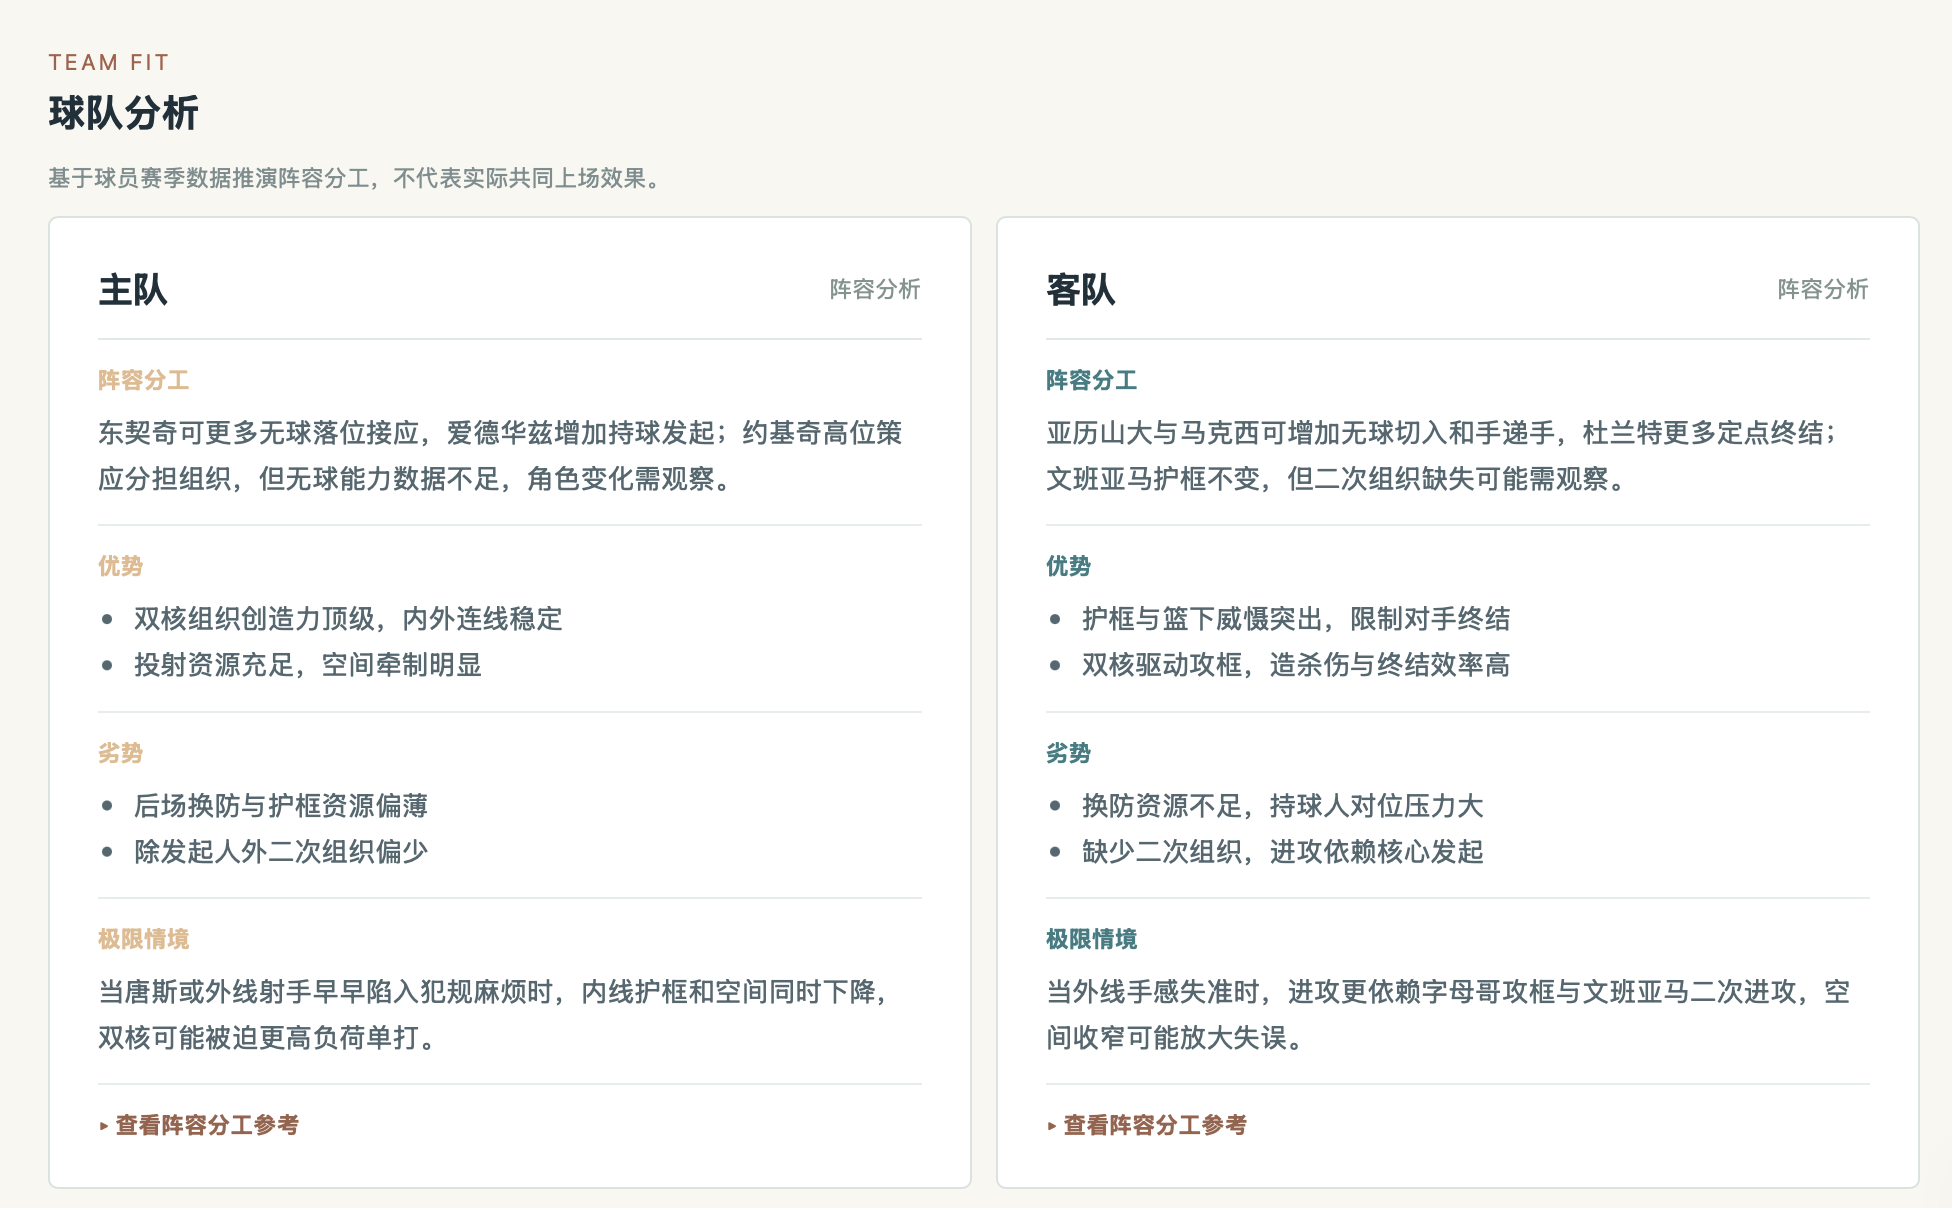 TEAM FIT
球队分析
基于球员赛季数据推演阵容分工，不代表实际共同上场效果。
主队
阵容分析
阵容分工
东契奇可更多无球落位接应，爱德华兹增加持球发起；约基奇高位策
应分担组织，但无球能力数据不足，角色变化需观察。
优势
• 双核组织创造力顶级，内外连线稳定
• 投射资源充足，空间牵制明显
劣势
• 后场换防与护框资源偏薄
• 除发起人外二次组织偏少
极限情境
当唐斯或外线射手早早陷入犯规麻烦时，内线护框和空间同时下降，
双核可能被迫更高负荷单打。
▸ 查看阵容分工参考
客队
阵容分析
阵容分工
亚历山大与马克西可增加无球切入和手递手，杜兰特更多定点终结；
文班亚马护框不变，但二次组织缺失可能需观察。
优势
• 护框与篮下威慑突出，限制对手终结
• 双核驱动攻框，造杀伤与终结效率高
劣势
• 换防资源不足，持球人对位压力大
• 缺少二次组织，进攻依赖核心发起
极限情境
当外线手感失准时，进攻更依赖字母哥攻框与文班亚马二次进攻，空
间收窄可能放大失误。
▸ 查看阵容分工参考